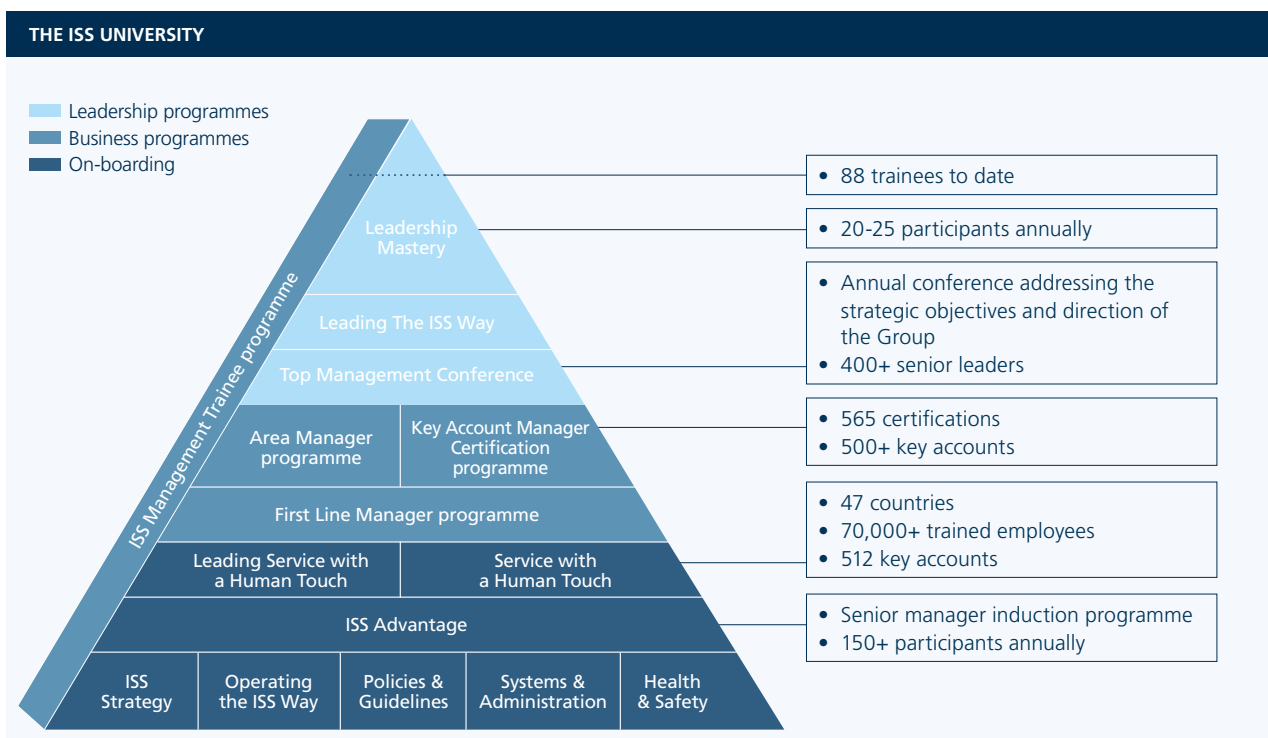 THE ISS UNIVERSITY
Leadership programmes
Business programmes
On-boarding
ISS Management Trainee programme
Leadership
Mastery
Leading The ISS Way
Top Management Conference
Area Manager
programme
Key Account Manager
Certification
programme
First Line Manager programme
Leading Service with
a Human Touch
Service with
a Human Touch
ISS Advantage
ISS
Strategy
Operating
the ISS Way
Policies &
Guidelines
Systems &
Administration
Health
& Safety
• 88 trainees to date
• 20-25 participants annually
• Annual conference addressing the
strategic objectives and direction of
the Group
• 400+ senior leaders
• 565 certifications
• 500+ key accounts
• 47 countries
• 70,000+ trained employees
• 512 key accounts
• Senior manager induction programme
• 150+ participants annually